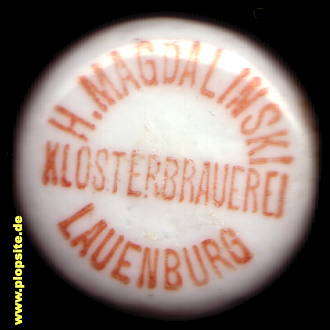 H. MAGDALINSKI
KLOSTERBRAUEREI
LAUENBURG
www.plopsite.de